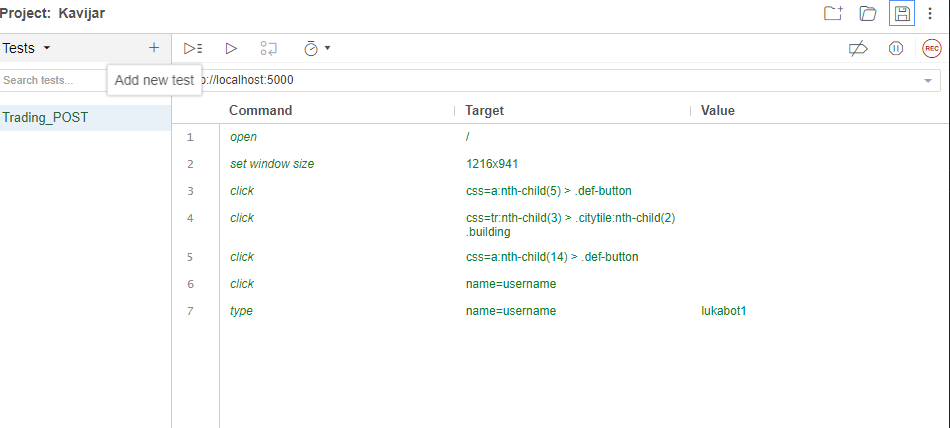 Project: Kavijar
Tests
+
REC
Search tests...
Add new test
p://localhost:5000
Command Target Value
Trading_POST
1 open /
2 set window size 1216x941
3 click css=a:nth-child(5) > .def-button
4 click css=tr:nth-child(3) > .citytile:nth-child(2)
.building
5 click css=a:nth-child(14) > .def-button
6 click name=username
7 type name=username lukabot1